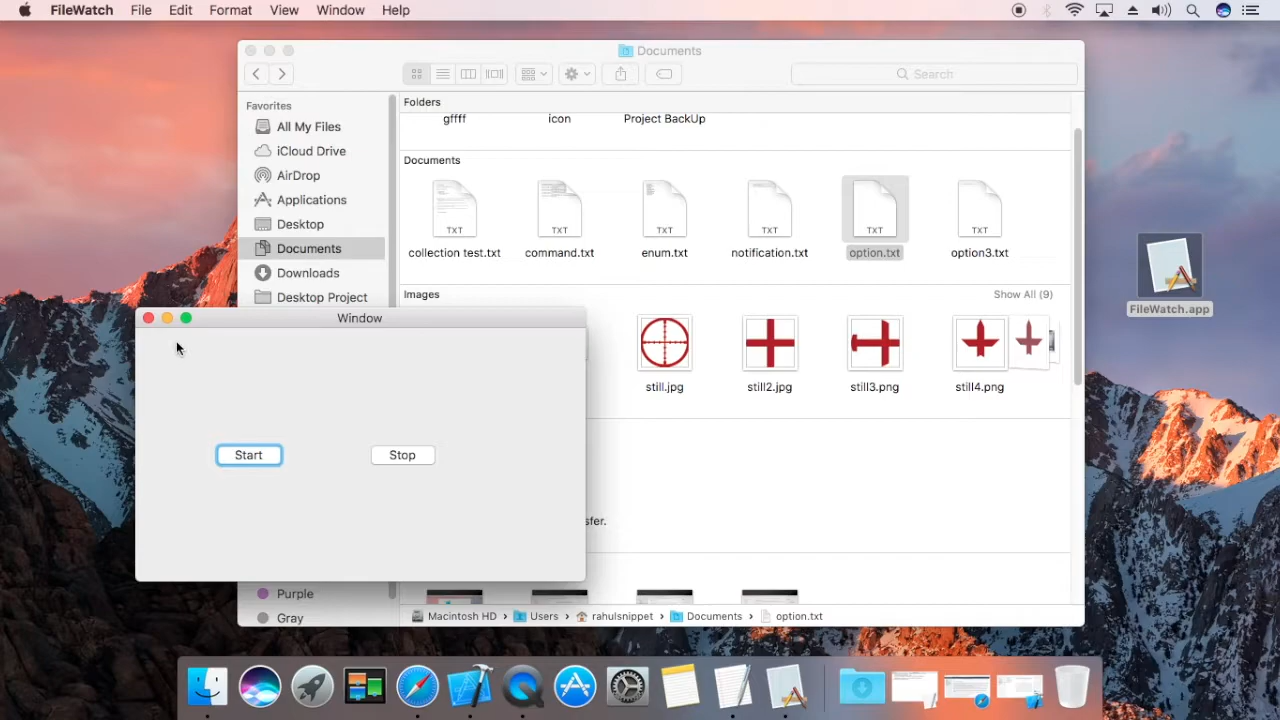 FileWatch File Edit Format View Window Help
Documents
Search
Favorites
All My Files
iCloud Drive
AirDrop
Applications
Desktop
Documents
Downloads
Desktop Project
Folders
gffff icon Project BackUp
Documents
TXT TXT TXT TXT TXT TXT
collection test.txt command.txt enum.txt notification.txt option.txt option3.txt
Images Show All (9)
still.jpg still2.jpg still3.png still4.png
FileWatch.app
Window
Start Stop
sfer.
Purple
Gray
Macintosh HD Users rahulsnippet Documents option.txt